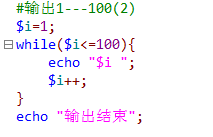 #输出1---100(2)
$i=1;
while($i<=100){
echo "$i ";
$i++;
}
echo "输出结束";